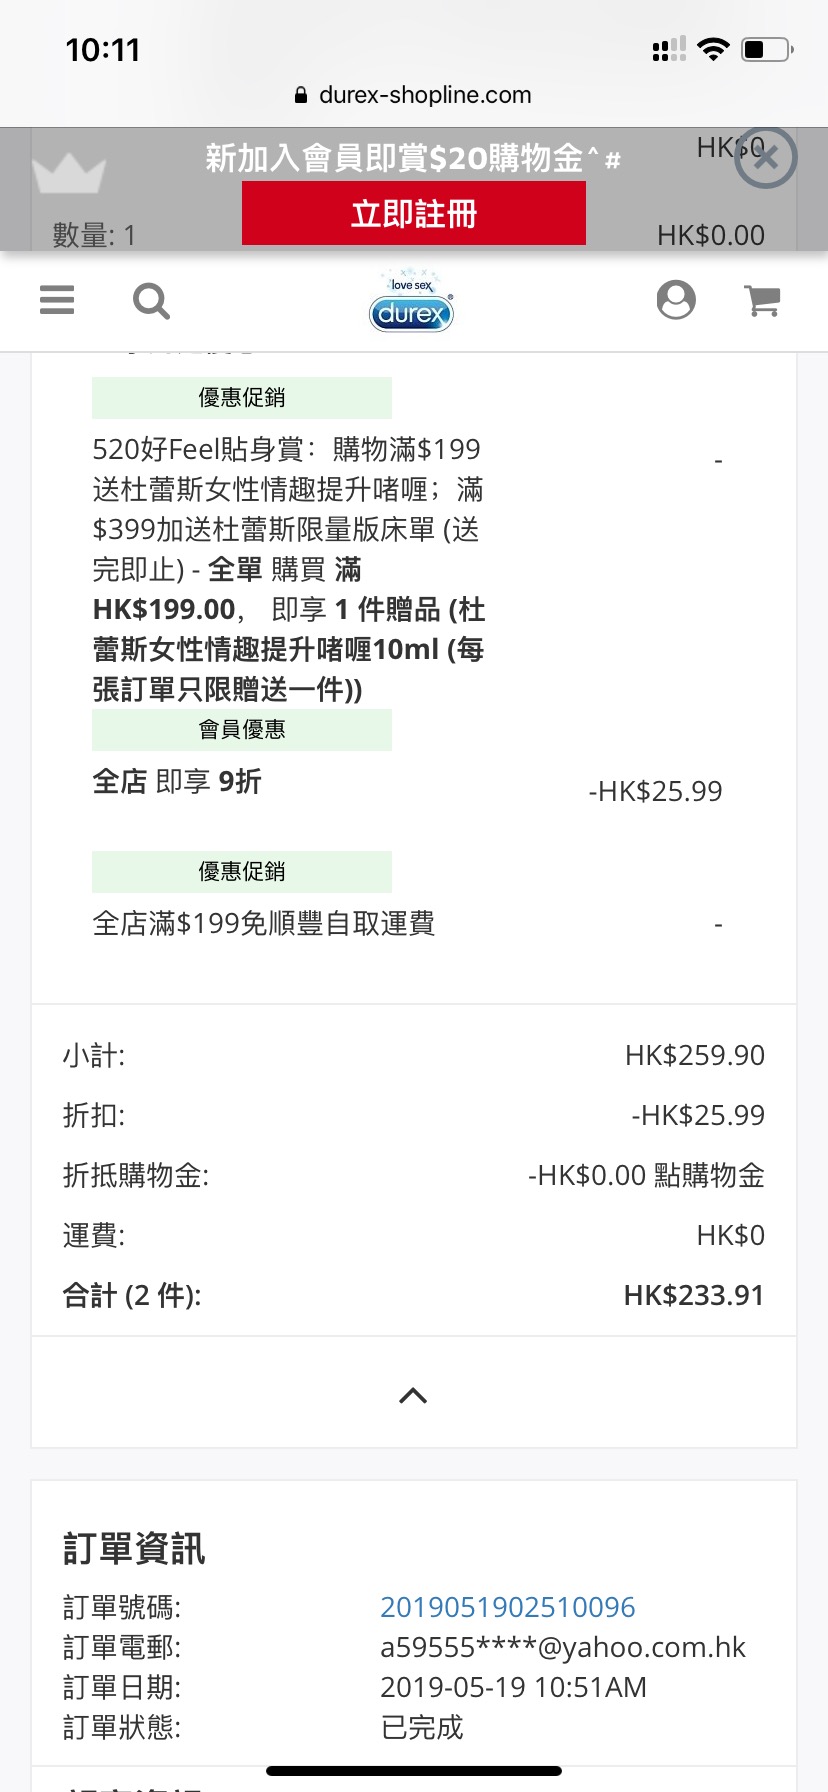 10:11
durex-shopline.com
新加入會員即賞$20購物金^#
HK$0
立即註冊
數量: 1
HK$0.00
love sex
durex®
優惠促銷
520好Feel貼身賞：購物滿$199
送杜蕾斯女性情趣提升啫喱；滿
$399加送杜蕾斯限量版床單 (送
完即止) - 全單 購買 滿
HK$199.00， 即享 1 件贈品 (杜
蕾斯女性情趣提升啫喱10ml (每
張訂單只限贈送一件))
-
會員優惠
全店 即享 9折
-HK$25.99
優惠促銷
全店滿$199免順豐自取運費
-
小計:
HK$259.90
折扣:
-HK$25.99
折抵購物金:
-HK$0.00 點購物金
運費:
HK$0
合計 (2 件):
HK$233.91
訂單資訊
訂單號碼:
2019051902510096
訂單電郵:
a59555****@yahoo.com.hk
訂單日期:
2019-05-19 10:51AM
訂單狀態:
已完成